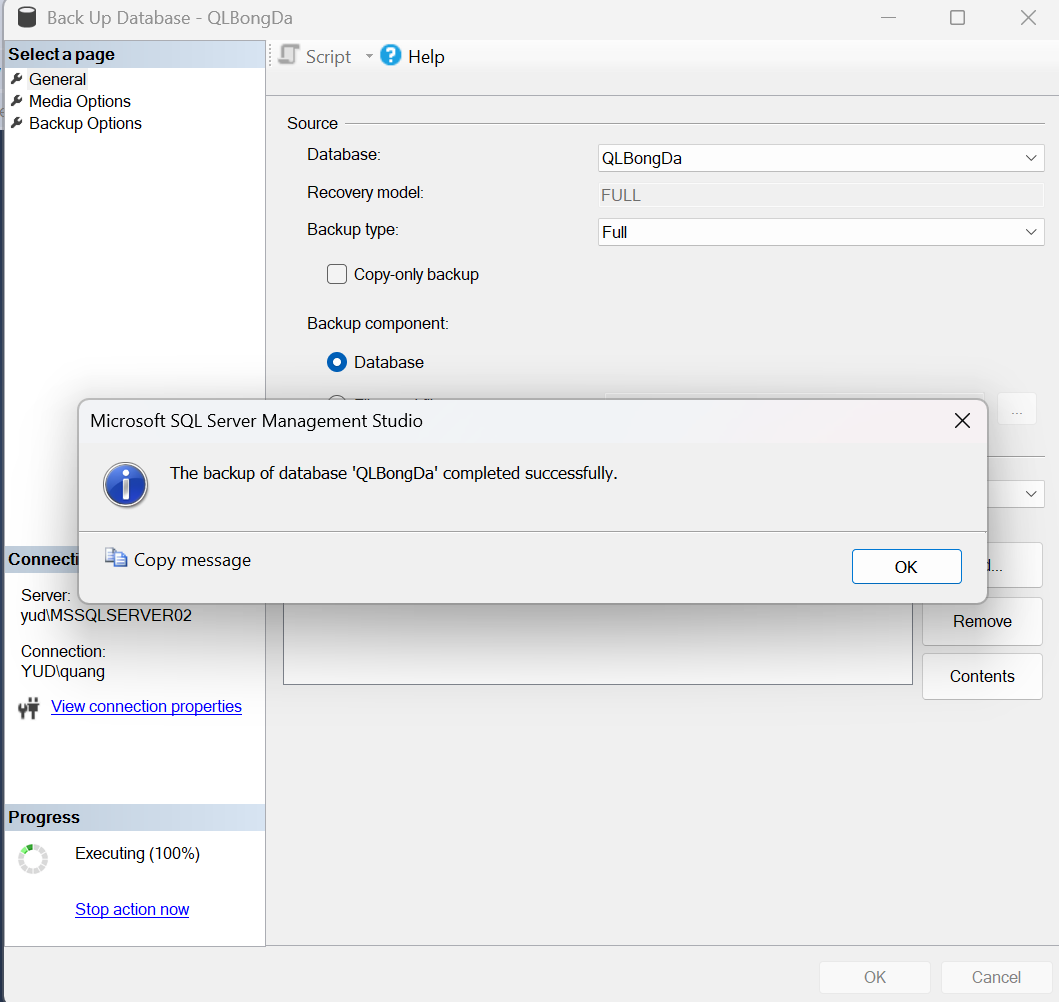 Back Up Database - QLBongDa
Select a page
General
Media Options
Backup Options
Script
Help
Source
Database:
QLBongDa
Recovery model:
FULL
Backup type:
Full
Copy-only backup
Backup component:
Database
...
Microsoft SQL Server Management Studio
The backup of database 'QLBongDa' completed successfully.
Copy message
OK
Remove
Contents
Connecti
Server:
yud\MSSQLSERVER02
Connection:
YUD\quang
View connection properties
Progress
Executing (100%)
Stop action now
OK
Cancel